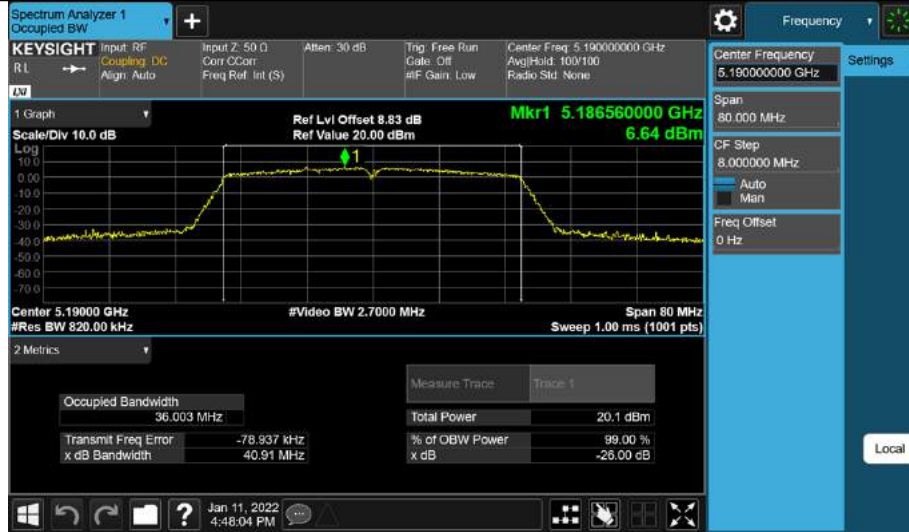 Spectrum Analyzer 1
Occupied BW
+
Frequency
KEYSIGHT
RL
LXI
Input: RF
Coupling: DC
Align: Auto
Input Z: 50 Ω
Corr CCorr
Freq Ref: Int (S)
Atten: 30 dB
Trig: Free Run
Gate: Off
#IF Gain: Low
Center Freq: 5.190000000 GHz
Avg|Hold: 100/100
Radio Std: None
Center Frequency
5.190000000 GHz
Settings
Span
80.000 MHz
CF Step
8.000000 MHz
Auto
Man
Freq Offset
0 Hz
Local
1 Graph
Scale/Div 10.0 dB
Ref Lvl Offset 8.83 dB
Ref Value 20.00 dBm
Mkr1 5.186560000 GHz
6.64 dBm
Log
10.0
0.00
-10.0
-20.0
-30.0
-40.0
-50.0
-60.0
-70.0
1
Center 5.19000 GHz
#Res BW 820.00 kHz
#Video BW 2.7000 MHz
Span 80 MHz
Sweep 1.00 ms (1001 pts)
2 Metrics
Measure Trace
Trace 1
Occupied Bandwidth
36.003 MHz
Total Power
20.1 dBm
Transmit Freq Error
-78.937 kHz
% of OBW Power
99.00 %
x dB Bandwidth
40.91 MHz
x dB
-26.00 dB
?
Jan 11, 2022
4:48:04 PM